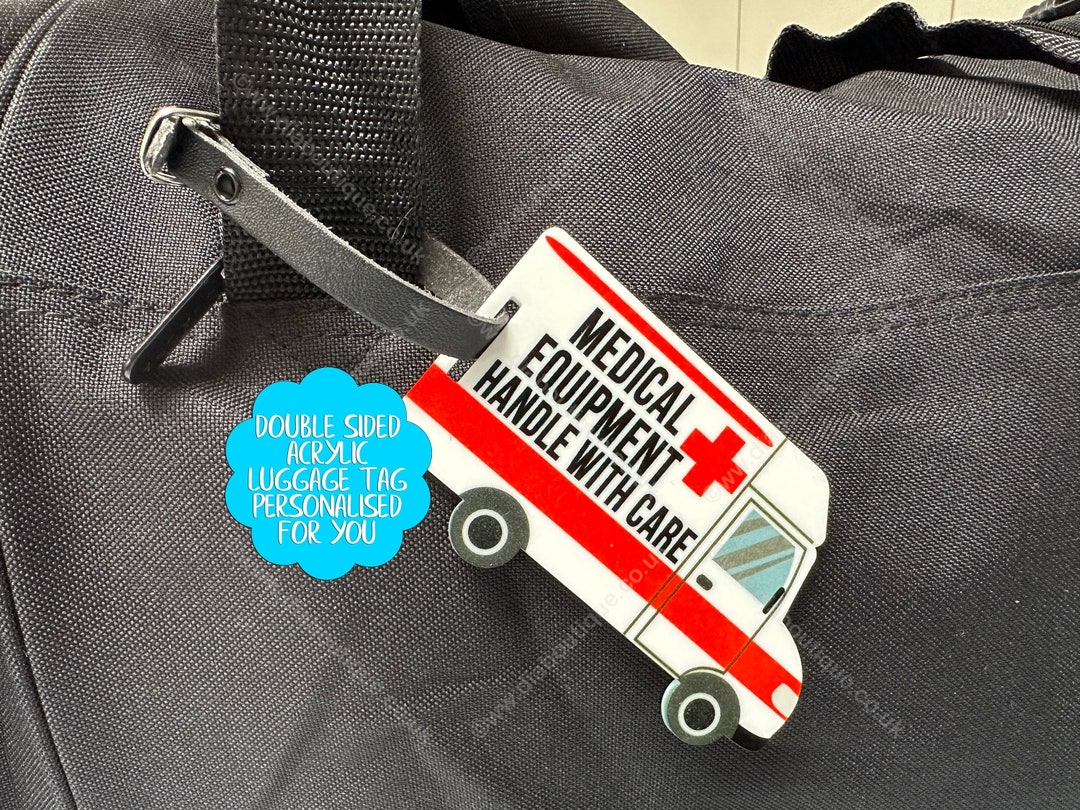 MEDICAL
EQUIPMENT
HANDLE WITH CARE
DOUBLE SIDED
ACRYLIC
LUGGAGE TAG
PERSONALISED
FOR YOU